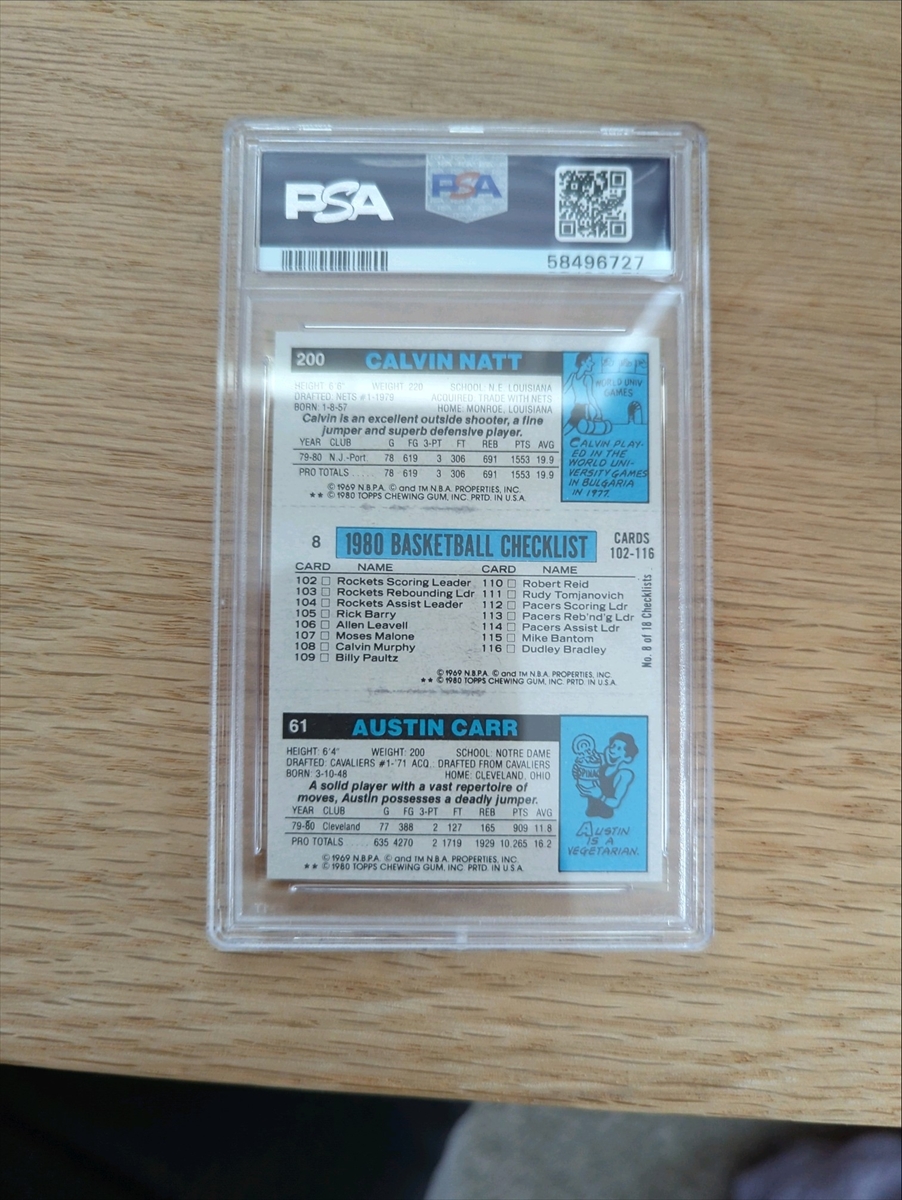 PSA
PSA
58496727
200 CALVIN NATT
HEIGHT: 6'6" WEIGHT: 220 SCHOOL: N.E. LOUISIANA
DRAFTED: NETS #1-1979 ACQUIRED: TRADE WITH NETS
BORN: 1-8-57 HOME: MONROE, LOUISIANA
Calvin is an excellent outside shooter, a fine
jumper and superb defensive player.
YEAR CLUB G FG 3-PT FT REB PTS AVG
79-80 N.J.-Port. 78 619 3 306 691 1553 19.9
PRO TOTALS ..... 78 619 3 306 691 1553 19.9
© 1969 N.B.P.A. © and TM N.B.A. PROPERTIES, INC.
** © 1980 TOPPS CHEWING GUM, INC. PRTD. IN U.S.A.
WORLD UNIV
GAMES
CALVIN PLAY-
ED IN THE
WORLD UNI-
VERSITY GAMES
IN BULGARIA
IN 1977.
8 1980 BASKETBALL CHECKLIST CARDS
102-116
CARD NAME CARD NAME
102 □ Rockets Scoring Leader 110 □ Robert Reid
103 □ Rockets Rebounding Ldr 111 □ Rudy Tomjanovich
104 □ Rockets Assist Leader 112 □ Pacers Scoring Ldr
105 □ Rick Barry 113 □ Pacers Reb'nd'g Ldr
106 □ Allen Leavell 114 □ Pacers Assist Ldr
107 □ Moses Malone 115 □ Mike Bantom
108 □ Calvin Murphy 116 □ Dudley Bradley
109 □ Billy Paultz
No. 8 of 18 Checklists
© 1969 N.B.P.A. © and TM N.B.A. PROPERTIES, INC.
** © 1980 TOPPS CHEWING GUM, INC. PRTD. IN U.S.A.
61 AUSTIN CARR
HEIGHT: 6'4" WEIGHT: 200 SCHOOL: NOTRE DAME
DRAFTED: CAVALIERS #1-'71 ACQ. DRAFTED FROM CAVALIERS
BORN: 3-10-48 HOME: CLEVELAND, OHIO
A solid player with a vast repertoire of
moves, Austin possesses a deadly jumper.
YEAR CLUB G FG 3-PT FT REB PTS AVG
79-80 Cleveland 77 388 2 127 165 909 11.8
PRO TOTALS ..... 635 4270 2 1719 1929 10.265 16.2
© 1969 N.B.P.A. © and TM N.B.A. PROPERTIES, INC.
** © 1980 TOPPS CHEWING GUM, INC. PRTD. IN U.S.A.
AUSTIN
IS A
VEGETARIAN.